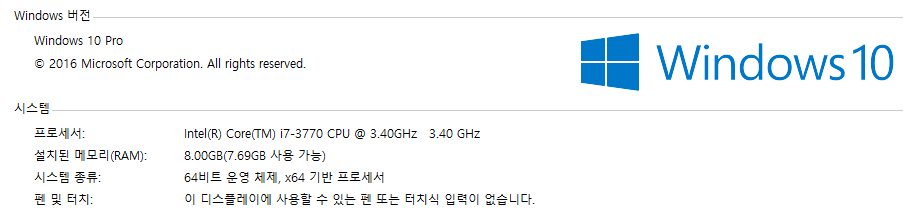 Windows 버전
Windows 10 Pro
© 2016 Microsoft Corporation. All rights reserved.
Windows 10
시스템
프로세서: Intel(R) Core(TM) i7-3770 CPU @ 3.40GHz 3.40 GHz
설치된 메모리(RAM): 8.00GB(7.69GB 사용 가능)
시스템 종류: 64비트 운영 체제, x64 기반 프로세서
펜 및 터치: 이 디스플레이에 사용할 수 있는 펜 또는 터치식 입력이 없습니다.